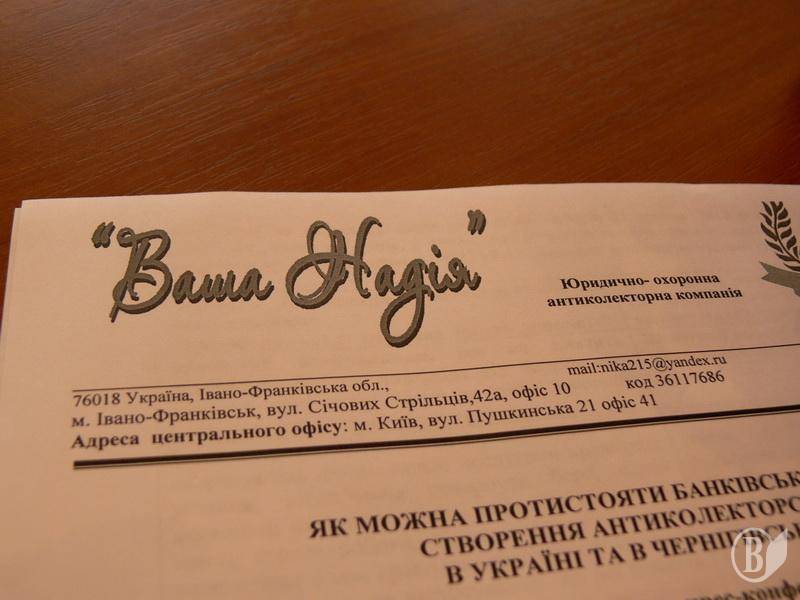 “Ваша Надія”
Юридично- охоронна
антиколекторна компанія
mail:nika215@yandex.ru
76018 Україна, Івано-Франківська обл.,
код 36117686
м. Івано-Франківськ, вул. Січових Стрільців,42а, офіс 10
Адреса центрального офісу: м. Київ, вул. Пушкинська 21 офіс 41
ЯК МОЖНА ПРОТИСТОЯТИ БАНКІВСЬК
СТВОРЕННЯ АНТИКОЛЕКТОРС
В УКРАЇНІ ТА В ЧЕРНІГІВСЬ
В